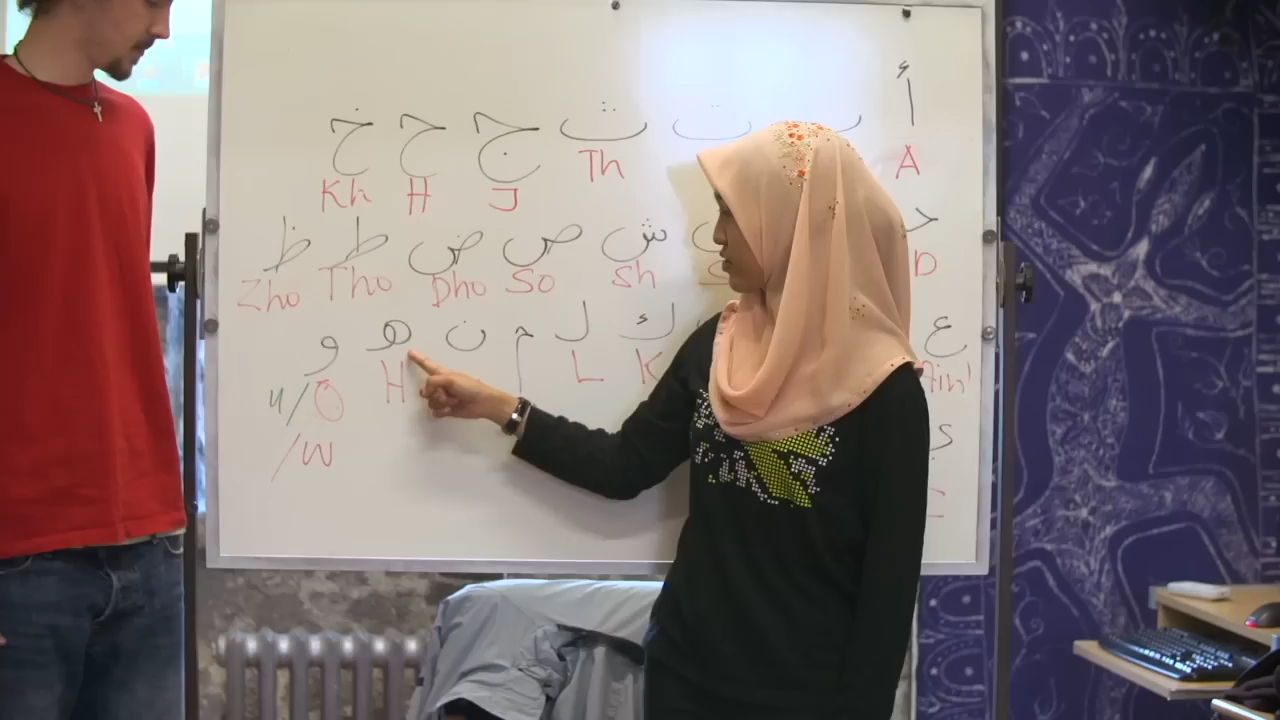 أ ب ت ث ج ح خ
A Th J H Kh
د ش ص ض ط ظ
D Sh So Dho Tho Zho
ع ك ل م ن ه و
'Ain' K L H O/u
/w
ي